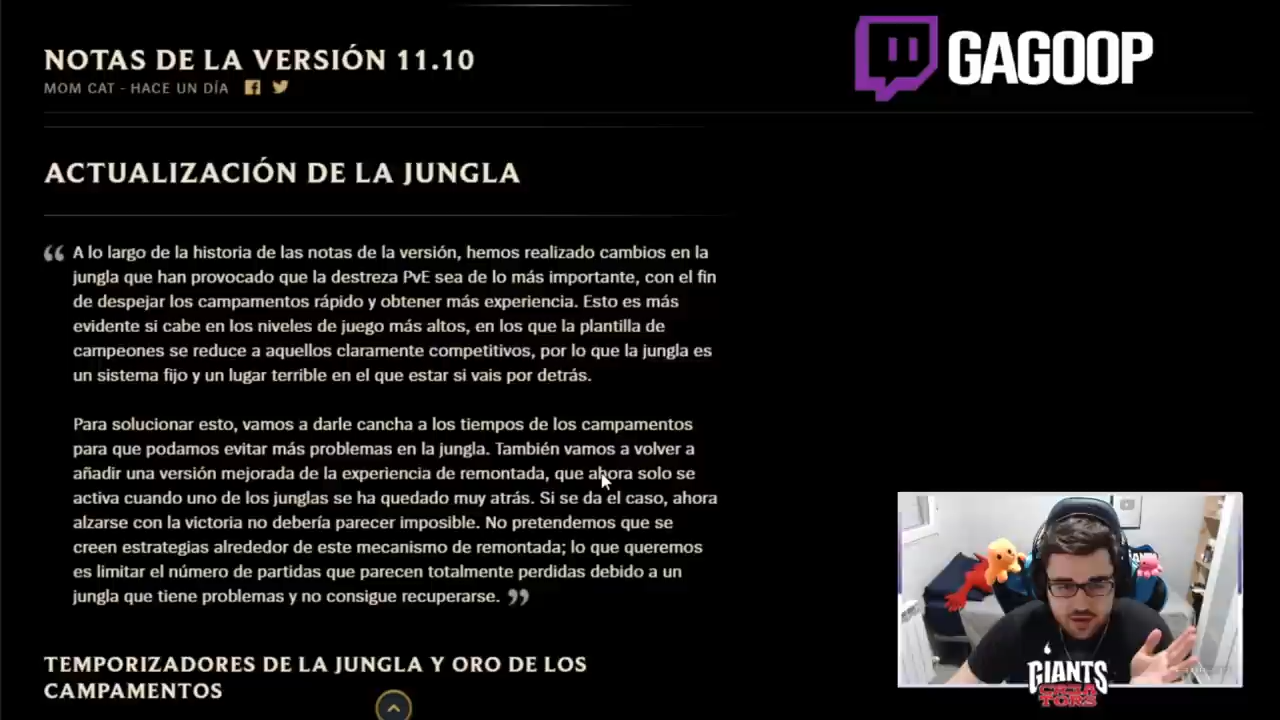 NOTAS DE LA VERSIÓN 11.10
MOM CAT - HACE UN DÍA
GAGOOP
ACTUALIZACIÓN DE LA JUNGLA
“ A lo largo de la historia de las notas de la versión, hemos realizado cambios en la
jungla que han provocado que la destreza PvE sea de lo más importante, con el fin
de despejar los campamentos rápido y obtener más experiencia. Esto es más
evidente si cabe en los niveles de juego más altos, en los que la plantilla de
campeones se reduce a aquellos claramente competitivos, por lo que la jungla es
un sistema fijo y un lugar terrible en el que estar si vais por detrás.
Para solucionar esto, vamos a darle cancha a los tiempos de los campamentos
para que podamos evitar más problemas en la jungla. También vamos a volver a
añadir una versión mejorada de la experiencia de remontada, que ahora solo se
activa cuando uno de los junglas se ha quedado muy atrás. Si se da el caso, ahora
alzarse con la victoria no debería parecer imposible. No pretendemos que se
creen estrategias alrededor de este mecanismo de remontada; lo que queremos
es limitar el número de partidas que parecen totalmente perdidas debido a un
jungla que tiene problemas y no consigue recuperarse. ”
GIANTS
CREA
TORS
TEMPORIZADORES DE LA JUNGLA Y ORO DE LOS
CAMPAMENTOS